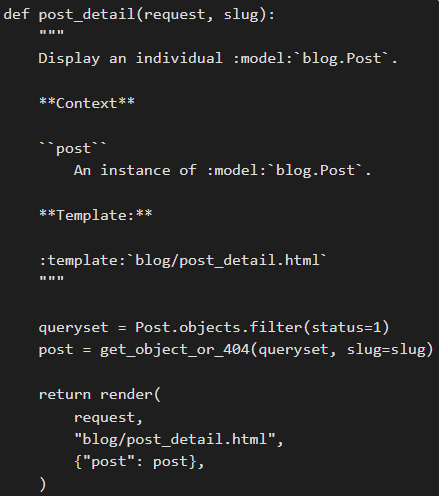 def post_detail(request, slug):
    """
    Display an individual :model:`blog.Post`.

    **Context**

    ``post``
        An instance of :model:`blog.Post`.

    **Template:**

    :template:`blog/post_detail.html`
    """

    queryset = Post.objects.filter(status=1)
    post = get_object_or_404(queryset, slug=slug)

    return render(
        request,
        "blog/post_detail.html",
        {"post": post},
    )